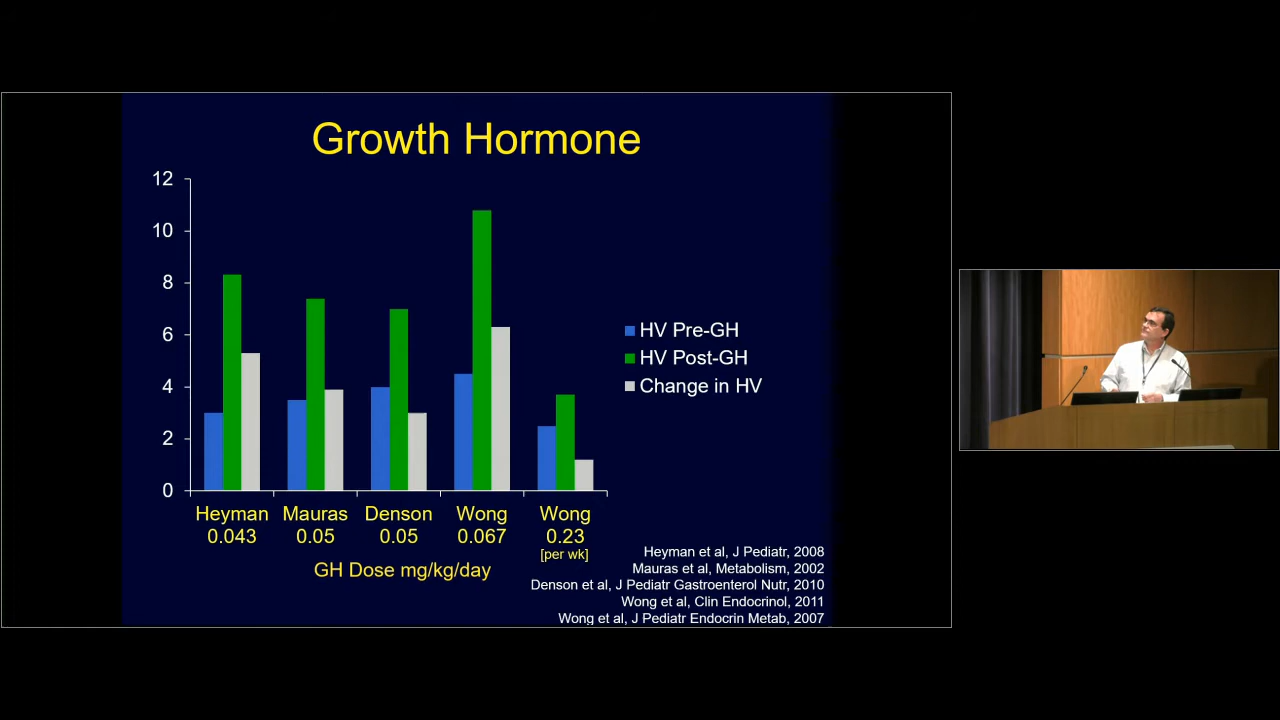 Growth Hormone
12
10
8
6
4
2
0
HV Pre-GH
HV Post-GH
Change in HV
Heyman Mauras Denson Wong Wong
0.043 0.05 0.05 0.067 0.23
[per wk]
GH Dose mg/kg/day
Heyman et al, J Pediatr, 2008
Mauras et al, Metabolism, 2002
Denson et al, J Pediatr Gastroenterol Nutr, 2010
Wong et al, Clin Endocrinol, 2011
Wong et al, J Pediatr Endocrin Metab, 2007